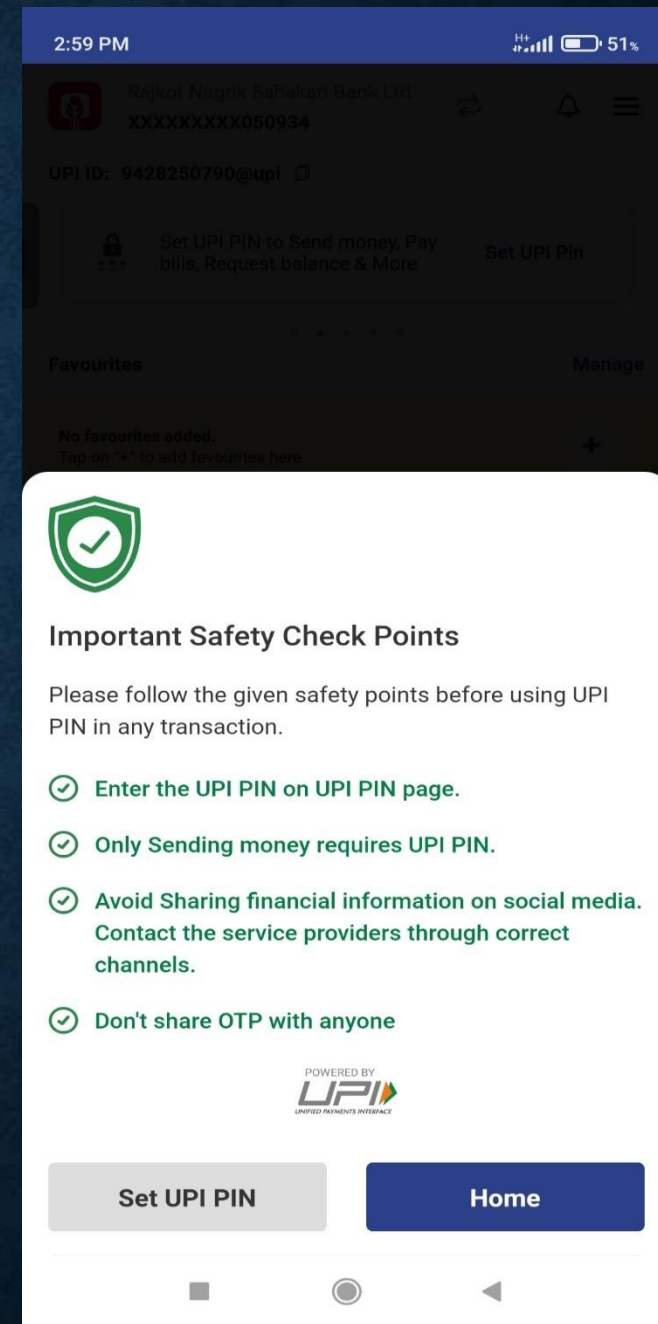 2:59 PM
H+ 51%
Rajkot Nagrik Sahakari Bank Ltd.
XXXXXXXXX050934
UPI ID: 9428250790@upi
Set UPI PIN to Send money, Pay
bills, Request balance & More
Set UPI Pin
Favourites
Manage
No favourites added.
Tap on "+" to add favourites here
Important Safety Check Points
Please follow the given safety points before using UPI
PIN in any transaction.
Enter the UPI PIN on UPI PIN page.
Only Sending money requires UPI PIN.
Avoid Sharing financial information on social media.
Contact the service providers through correct
channels.
Don't share OTP with anyone
POWERED BY
UPI
UNIFIED PAYMENTS INTERFACE
Set UPI PIN
Home